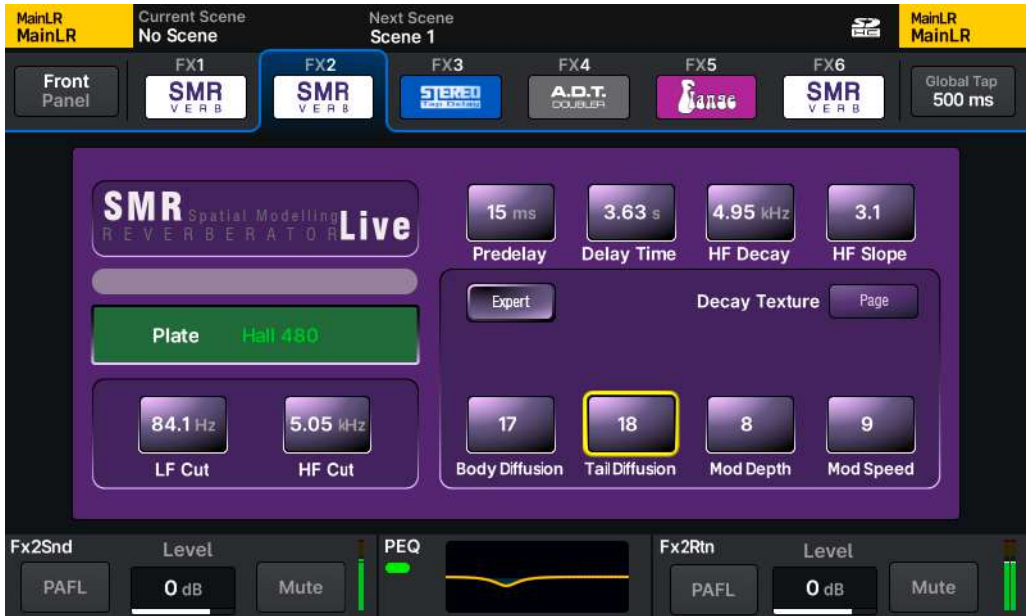 MainLR
MainLR
Current Scene
No Scene
Next Scene
Scene 1
MainLR
MainLR
Front
Panel
FX1
SMR
VERB
FX2
SMR
VERB
FX3
STEREO
Tap Delay
FX4
A.D.T.
DOUBLER
FX5
Flange
FX6
SMR
VERB
Global Tap
500 ms
SMR Spatial Modelling
REVERBERATOR Live
15 ms
Predelay
3.63 s
Delay Time
4.95 kHz
HF Decay
3.1
HF Slope
Expert
Decay Texture
Page
Plate
Hall 480
84.1 Hz
LF Cut
5.05 kHz
HF Cut
17
Body Diffusion
18
Tail Diffusion
8
Mod Depth
9
Mod Speed
Fx2Snd
Level
PAFL
0 dB
Mute
PEQ
Fx2Rtn
Level
PAFL
0 dB
Mute